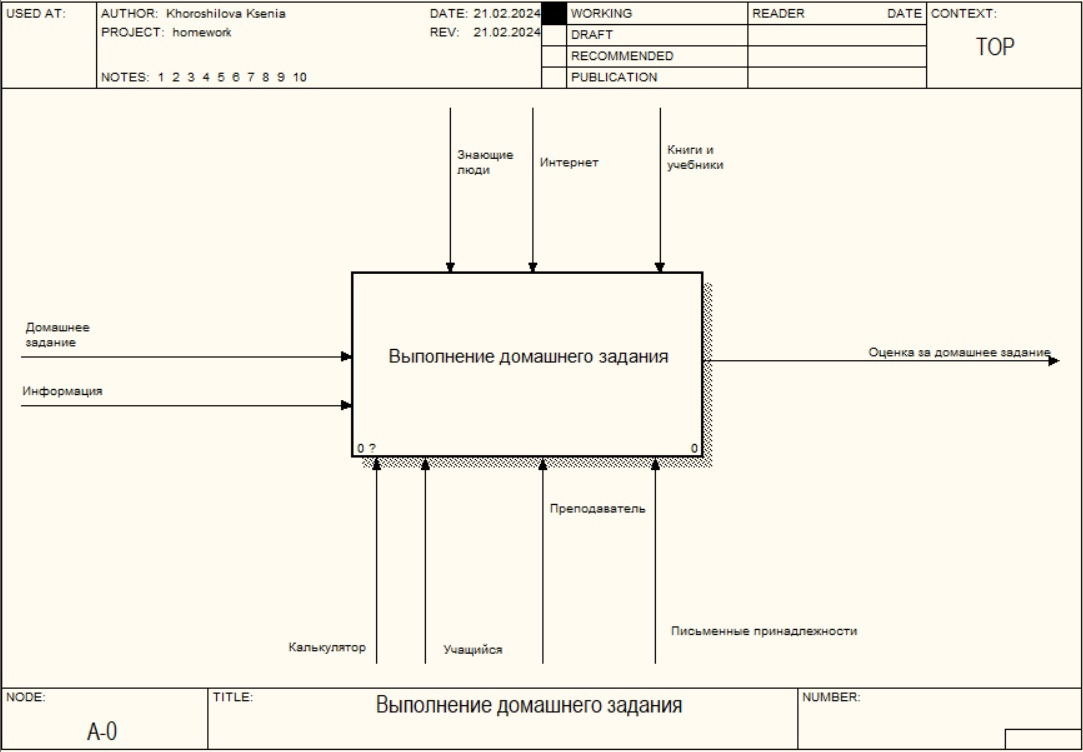 USED AT:
AUTHOR: Khoroshilova Ksenia
DATE: 21.02.2024
WORKING
READER
DATE
CONTEXT:
PROJECT: homework
REV: 21.02.2024
DRAFT
TOP
RECOMMENDED
NOTES: 1 2 3 4 5 6 7 8 9 10
PUBLICATION
Знающие
люди
Интернет
Книги и
учебники
Домашнее
задание
Информация
Выполнение домашнего задания
Оценка за домашнее задание
0 ?
0
Преподаватель
Письменные принадлежности
Калькулятор
Учащийся
NODE:
A-0
TITLE:
Выполнение домашнего задания
NUMBER: